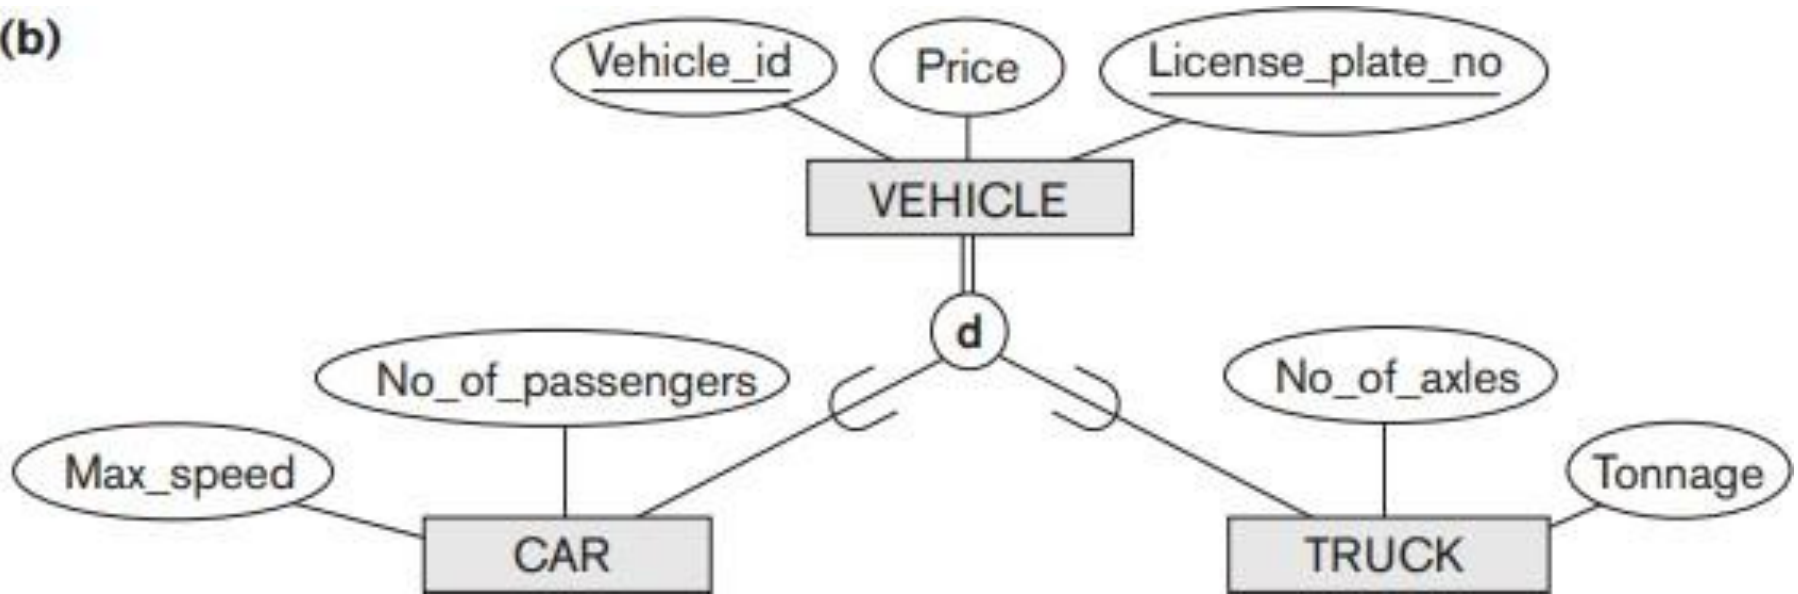 (b)
Vehicle_id
Price
License_plate_no
VEHICLE
d
No_of_passengers
No_of_axles
Max_speed
Tonnage
CAR
TRUCK